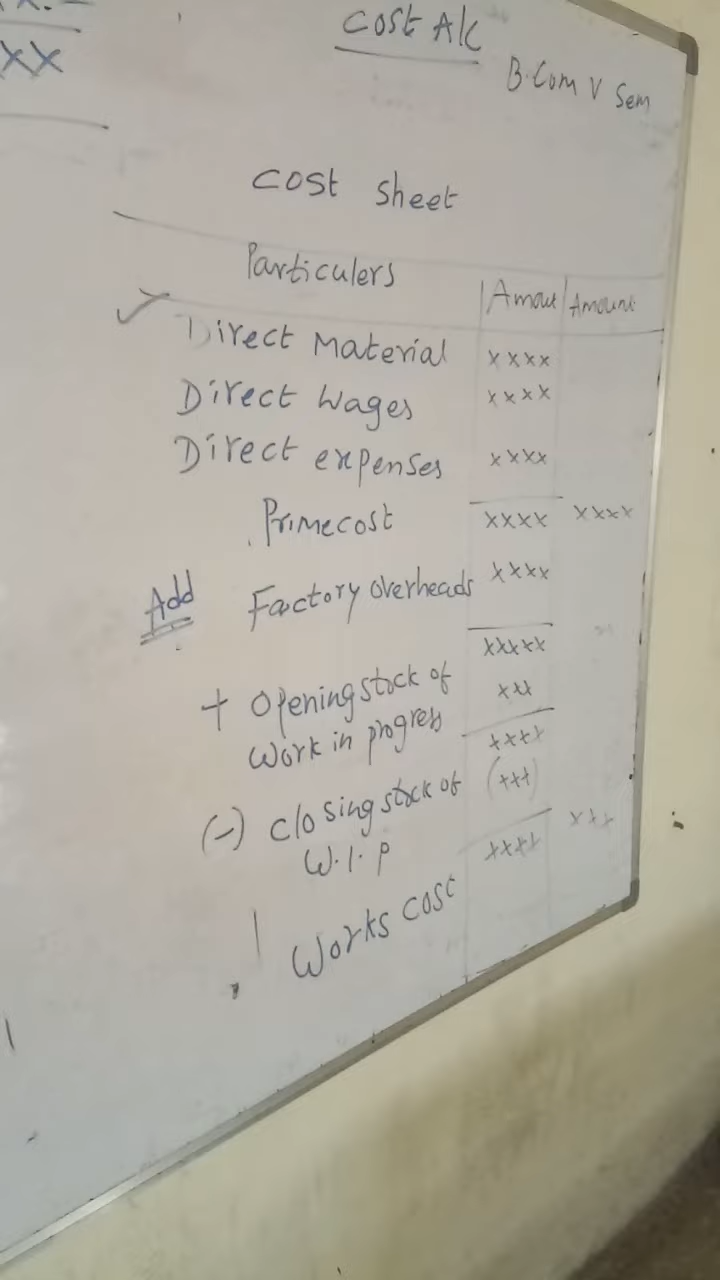 xx
Cost A/c
B.Com V Sem
Cost Sheet
Particulers | Amout | Amount
Direct Material xxxx
Direct Wages xxxx
Direct expenses xxxx
Primecost xxxx xxxx
Add Factory overheads xxxx
xxxxx
+ Opening stock of xxx
Work in progress xxxx
(-) Closing stock of (xxx)
W.I.P xxxx xxx
Works cost